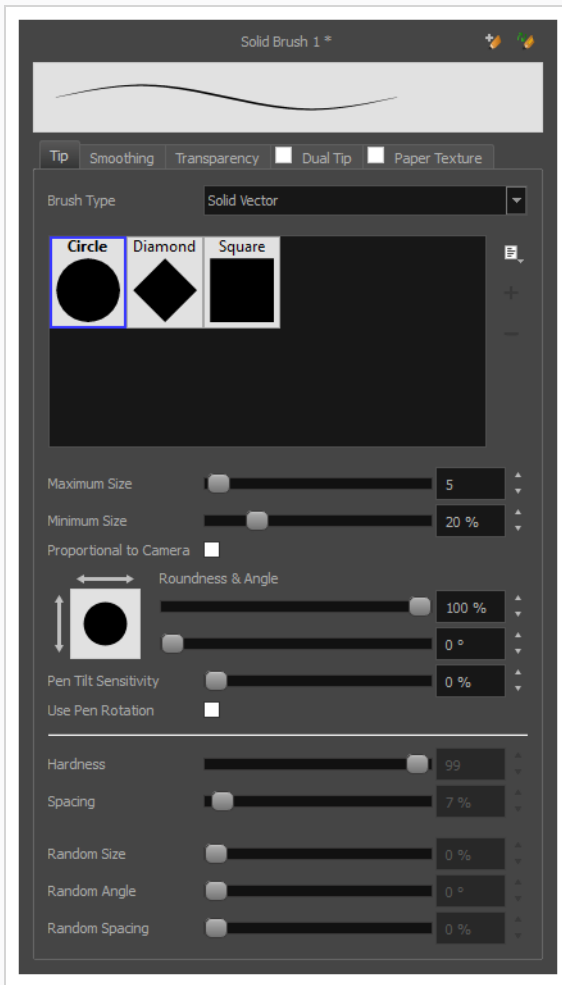 Solid Brush 1 *
Tip Smoothing Transparency Dual Tip Paper Texture
Brush Type Solid Vector
Circle Diamond Square
Maximum Size 5
Minimum Size 20 %
Proportional to Camera
Roundness & Angle
100 %
0 °
Pen Tilt Sensitivity 0 %
Use Pen Rotation
Hardness 99
Spacing 7 %
Random Size 0 %
Random Angle 0 °
Random Spacing 0 %